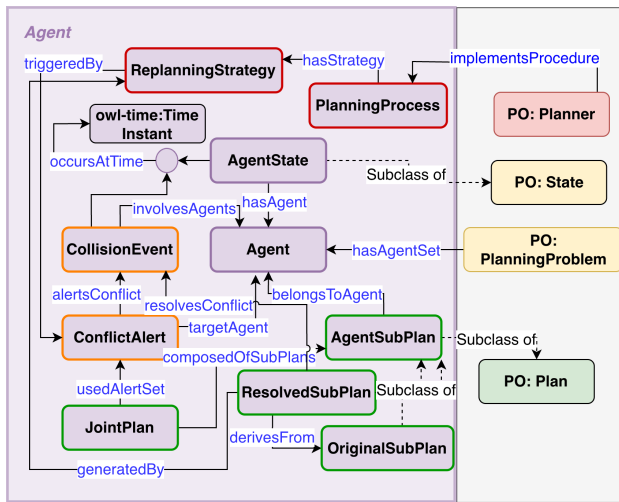 Agent
triggeredBy
ReplanningStrategy
hasStrategy
implementsProcedure
PlanningProcess
PO: Planner
owl-time:Time
Instant
occursAtTime
AgentState
Subclass of
PO: State
hasAgent
involvesAgents
CollisionEvent
Agent
hasAgentSet
PO:
PlanningProblem
alertsConflict
resolvesConflict
belongsToAgent
ConflictAlert
targetAgent
AgentSubPlan
Subclass of
composedOfSubPlans
PO: Plan
usedAlertSet
ResolvedSubPlan
Subclass of
JointPlan
derivesFrom
OriginalSubPlan
generatedBy